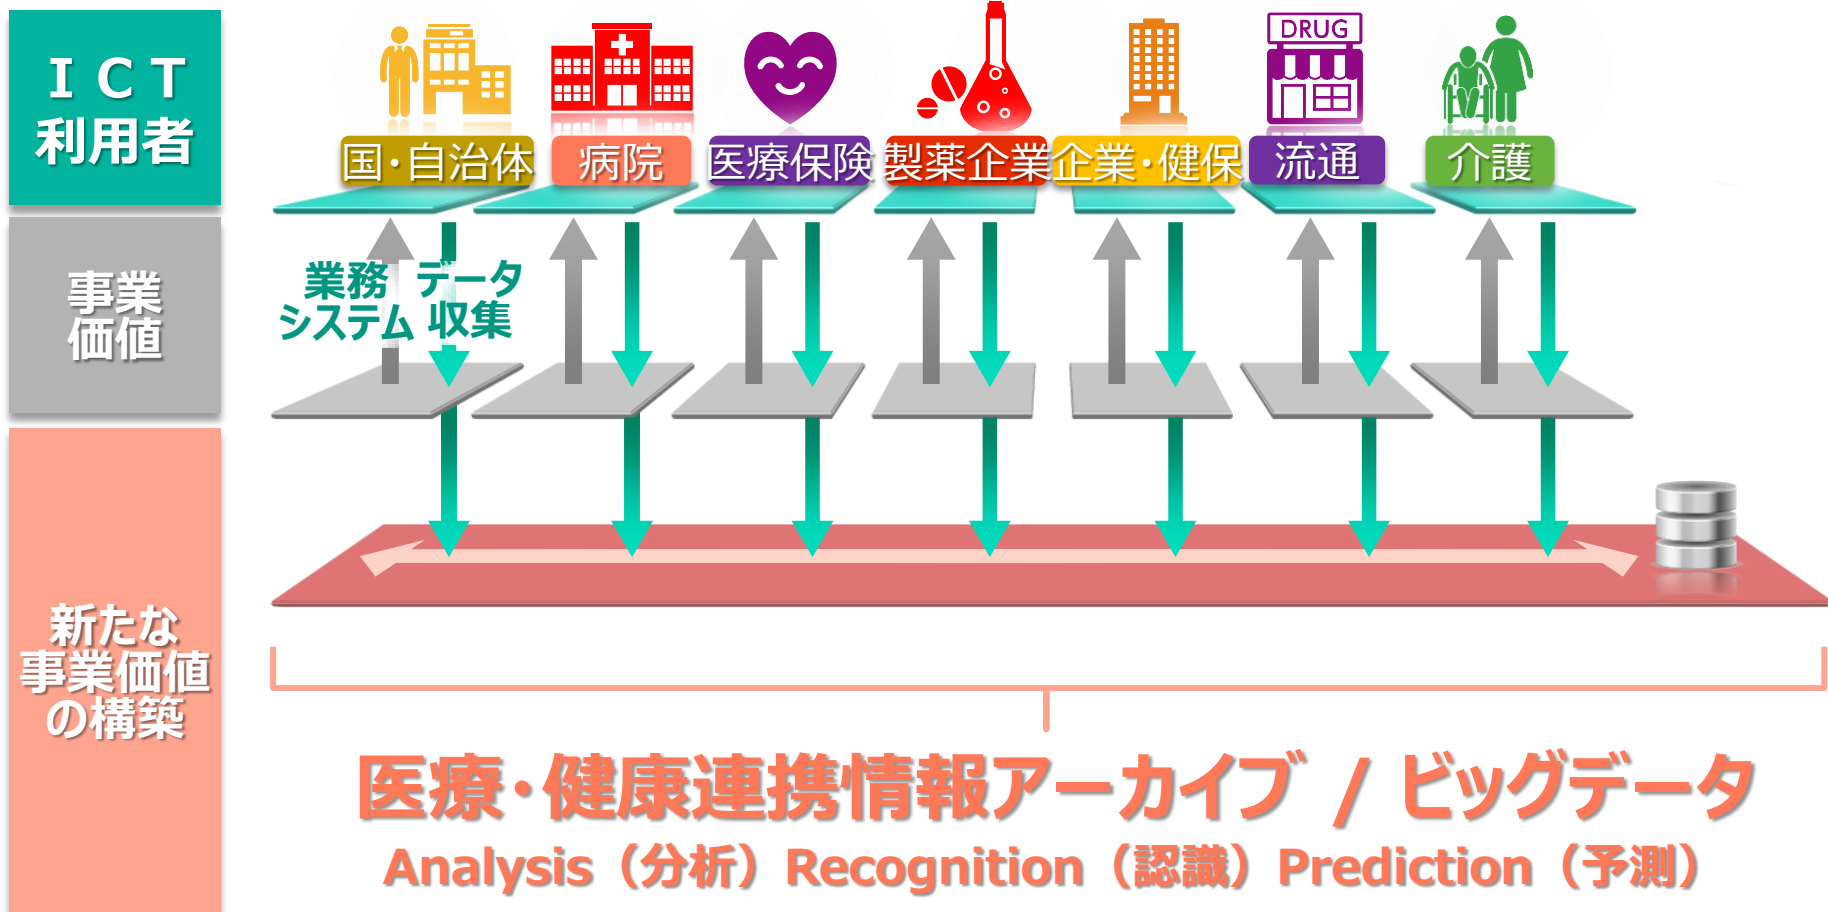 ＩＣＴ
利用者
DRUG
国・自治体
病院
医療保険
製薬企業
企業・健保
流通
介護
事業
価値
業務
システム
データ
収集
新たな
事業価値
の構築
医療・健康連携情報アーカイブ / ビッグデータ
Analysis（分析）Recognition（認識）Prediction（予測）